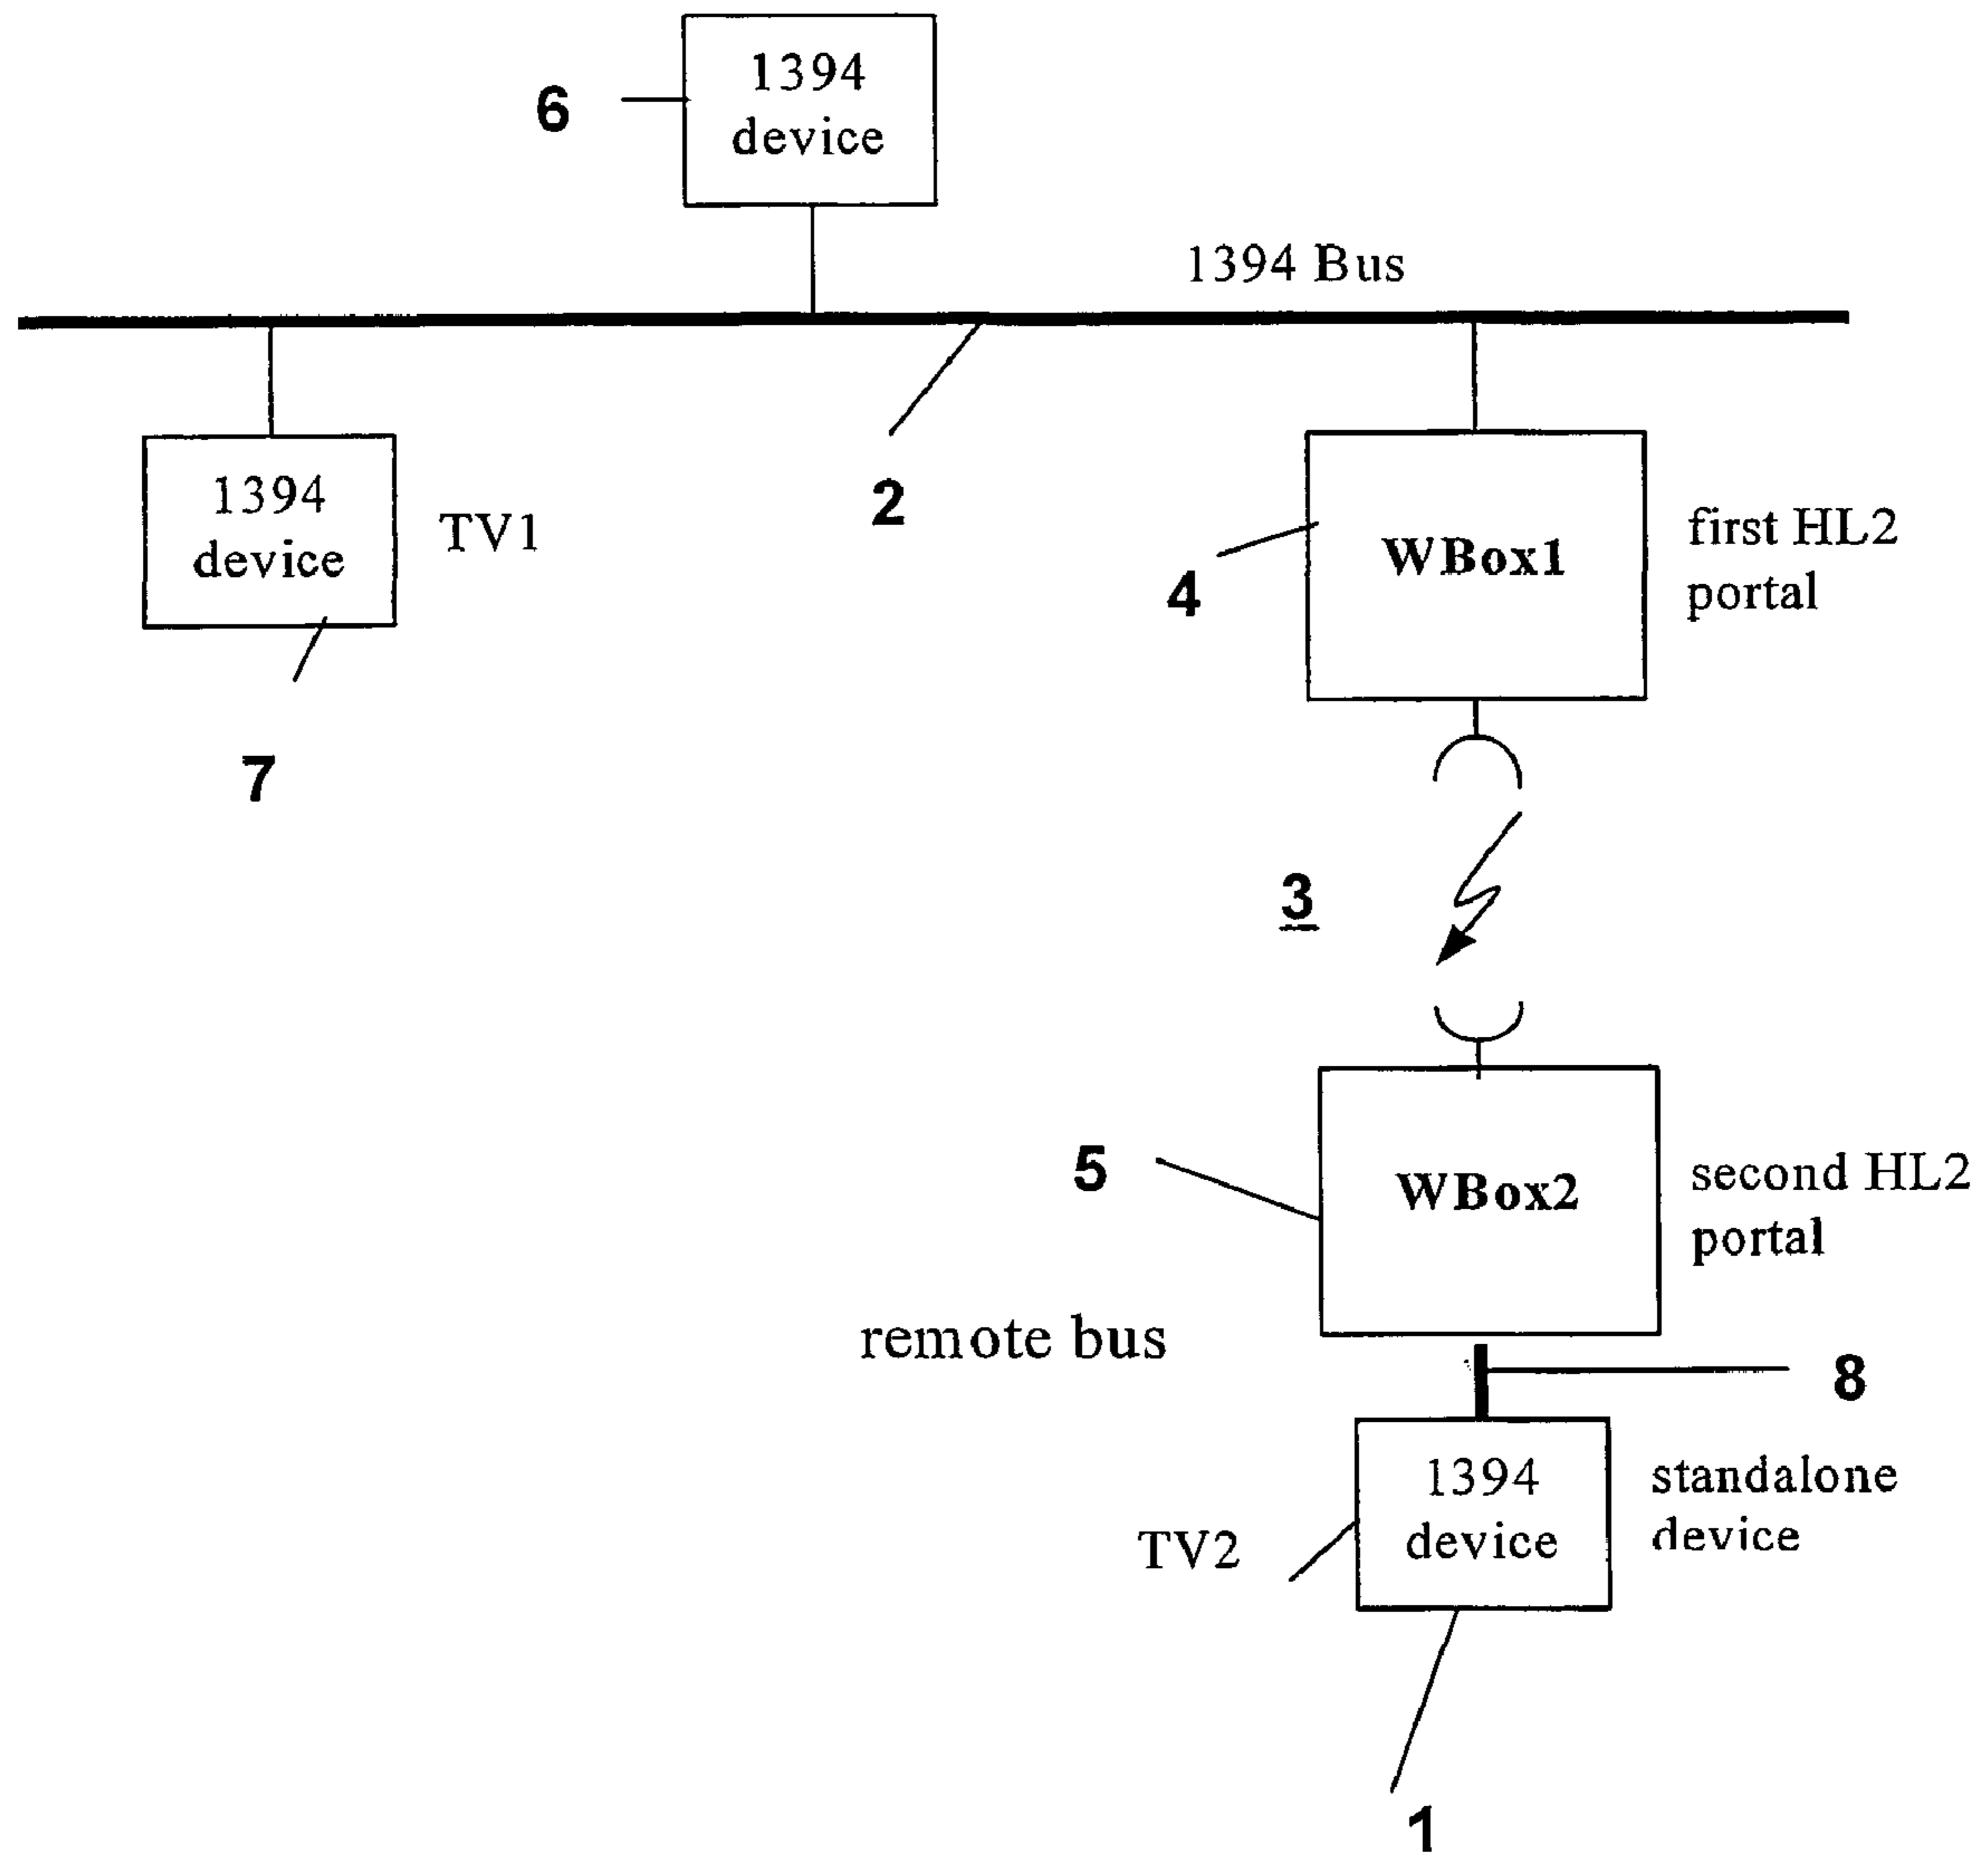 1394
device
6
1394 Bus
1394
device
TV1
2
7
WBox1
first HL2
portal
4
3
WBox2
second HL2
portal
5
remote bus
8
1394
device
standalone
device
TV2
1